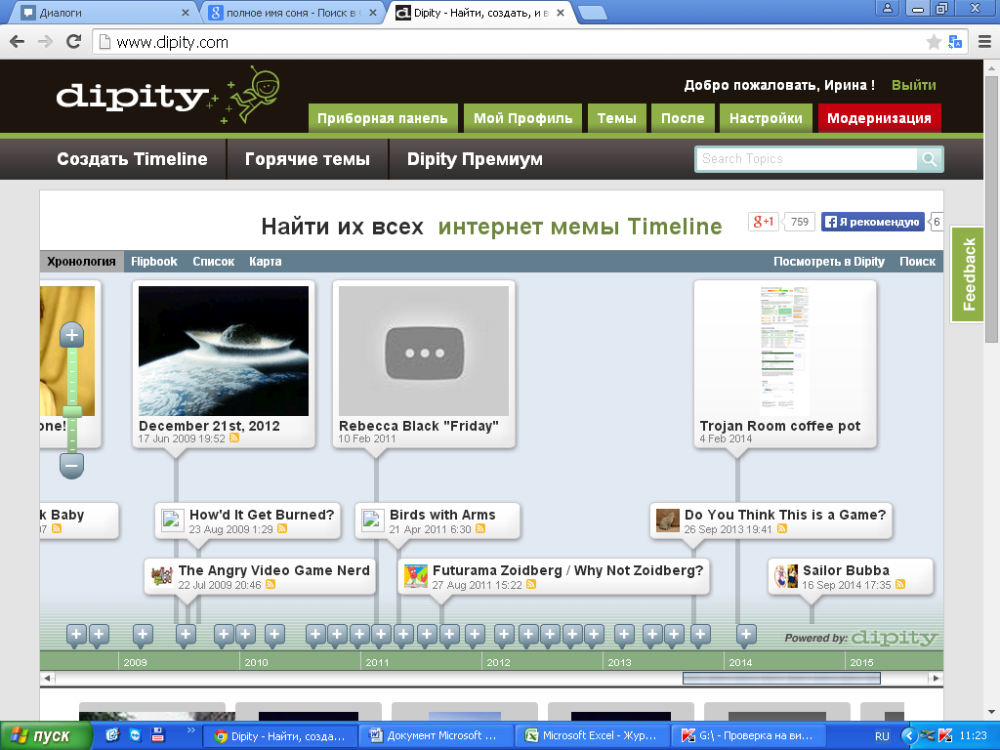 Диалоги
полное имя соня - Поиск в G
Dipity - Найти, создать, и в
www.dipity.com
dipity
Добро пожаловать, Ирина ! Выйти
Приборная панель Мой Профиль Темы После Настройки Модернизация
Создать Timeline Горячие темы Dipity Премиум Search Topics
Найти их всех интернет мемы Timeline
g+1 759 Я рекомендую 6
Feedback
Хронология Flipbook Список Карта Посмотреть в Dipity Поиск
one!
December 21st, 2012
17 Jun 2009 19:52
Rebecca Black "Friday"
10 Feb 2011
Trojan Room coffee pot
4 Feb 2014
k Baby
07
How'd It Get Burned?
23 Aug 2009 1:29
Birds with Arms
21 Apr 2011 6:30
Do You Think This is a Game?
26 Sep 2013 19:41
The Angry Video Game Nerd
22 Jul 2009 20:46
Futurama Zoidberg / Why Not Zoidberg?
27 Aug 2011 15:22
Sailor Bubba
16 Sep 2014 17:35
Powered by: dipity
2009 2010 2011 2012 2013 2014 2015
пуск
Dipity - Найти, созда...
Документ Microsoft ...
Microsoft Excel - Жур...
G:\ - Проверка на ви...
RU
11:23